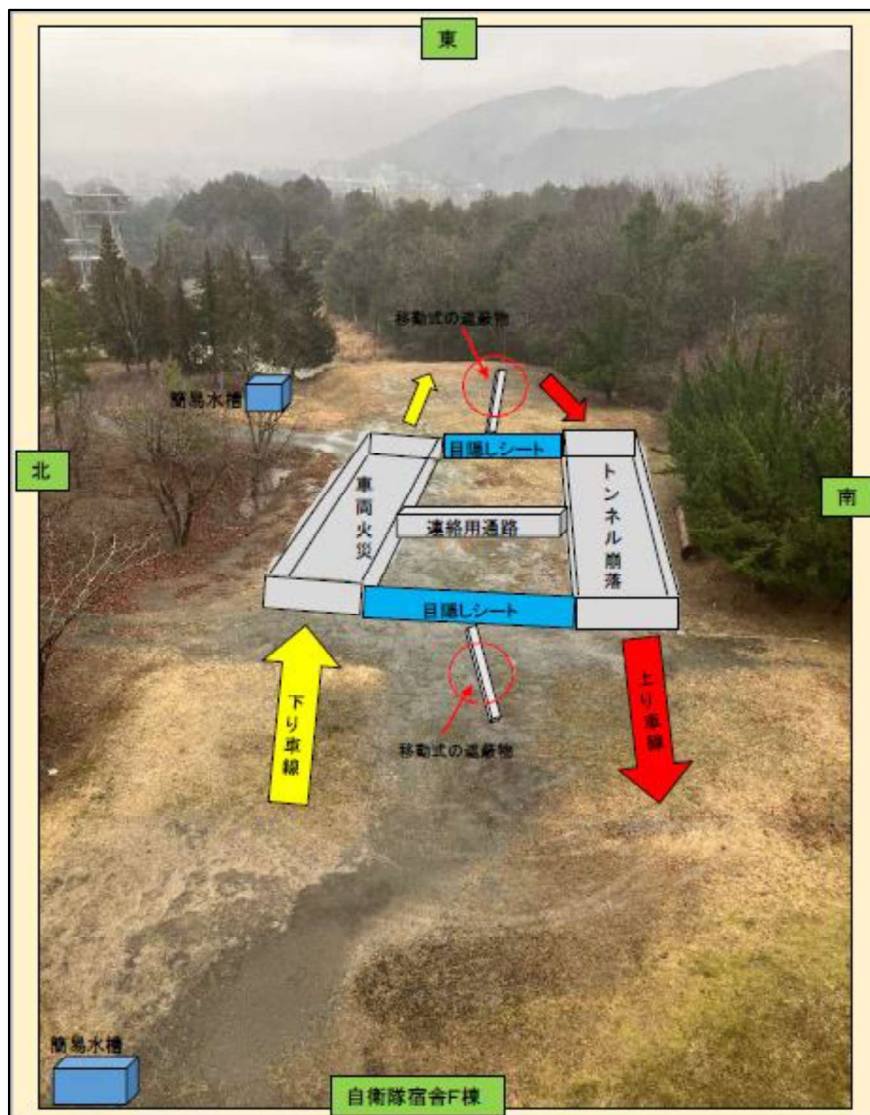 東
移動式の遮蔽物
簡易水槽
目隠しシート
北
南
車両火災
トンネル崩落
連絡用通路
目隠しシート
下り車線
上り車線
移動式の遮蔽物
簡易水槽
自衛隊宿舎F棟